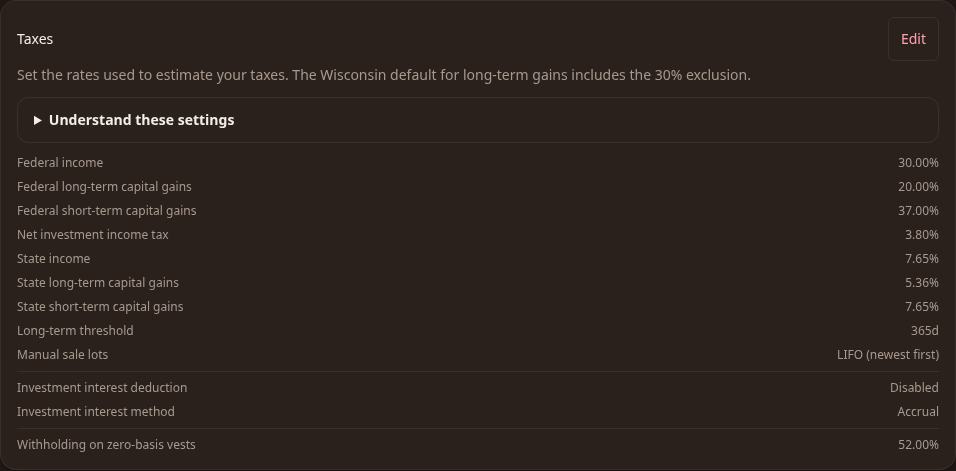 Taxes
Edit
Set the rates used to estimate your taxes. The Wisconsin default for long-term gains includes the 30% exclusion.
Understand these settings
Federal income 30.00%
Federal long-term capital gains 20.00%
Federal short-term capital gains 37.00%
Net investment income tax 3.80%
State income 7.65%
State long-term capital gains 5.36%
State short-term capital gains 7.65%
Long-term threshold 365d
Manual sale lots LIFO (newest first)
Investment interest deduction Disabled
Investment interest method Accrual
Withholding on zero-basis vests 52.00%